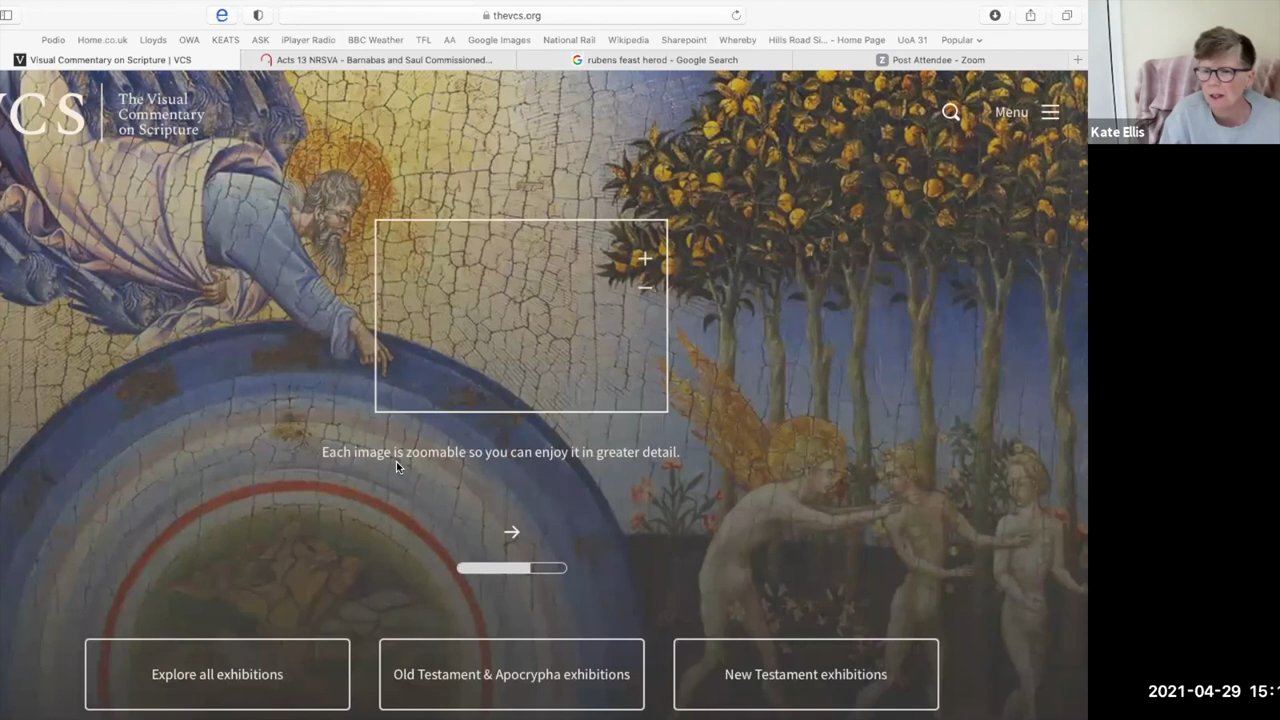 thevcs.org
Podio Home.co.uk Lloyds OWA KEATS ASK iPlayer Radio BBC Weather TFL AA Google Images National Rail Wikipedia Sharepoint Whereby Hills Road Si... - Home Page UoA 31 Popular
Visual Commentary on Scripture | VCS
Acts 13 NRSVA - Barnabas and Saul Commissioned...
rubens feast herod - Google Search
Post Attendee - Zoom
VCS
The Visual
Commentary
on Scripture
Menu
Kate Ellis
Each image is zoomable so you can enjoy it in greater detail.
Explore all exhibitions
Old Testament & Apocrypha exhibitions
New Testament exhibitions
2021-04-29 15: